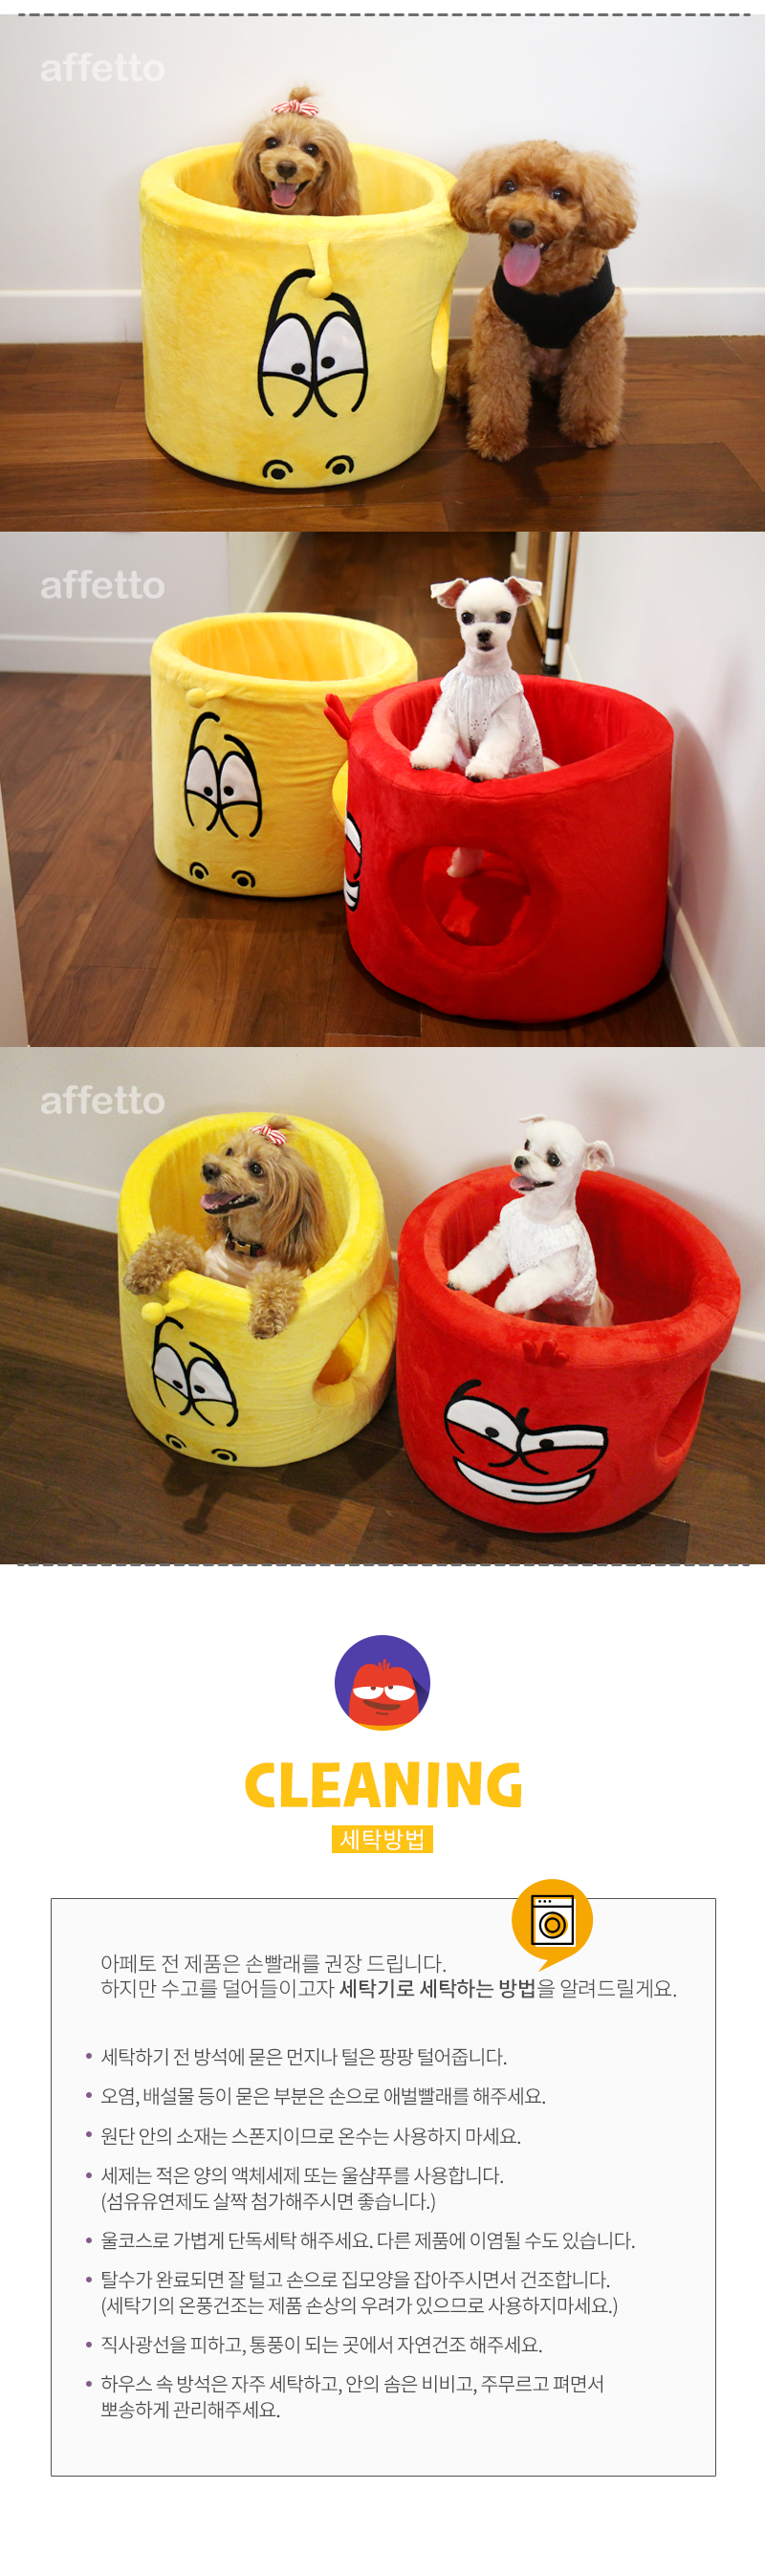 affetto
affetto
affetto
CLEANING
세탁방법
아페토 전 제품은 손빨래를 권장 드립니다.
하지만 수고를 덜어들이고자 세탁기로 세탁하는 방법을 알려드릴게요.
• 세탁하기 전 방석에 묻은 먼지나 털은 팡팡 털어줍니다.
• 오염, 배설물 등이 묻은 부분은 손으로 애벌빨래를 해주세요.
• 원단 안의 소재는 스폰지이므로 온수는 사용하지 마세요.
• 세제는 적은 양의 액체세제 또는 울샴푸를 사용합니다.
(섬유유연제도 살짝 첨가해주시면 좋습니다.)
• 울코스로 가볍게 단독세탁 해주세요. 다른 제품에 이염될 수도 있습니다.
• 탈수가 완료되면 잘 털고 손으로 집모양을 잡아주시면서 건조합니다.
(세탁기의 온풍건조는 제품 손상의 우려가 있으므로 사용하지마세요.)
• 직사광선을 피하고, 통풍이 되는 곳에서 자연건조 해주세요.
• 하우스 속 방석은 자주 세탁하고, 안의 솜은 비비고, 주무르고 펴면서
뽀송하게 관리해주세요.